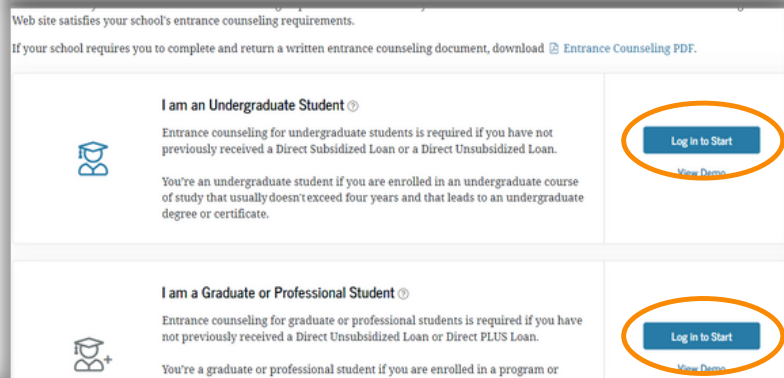 Web site satisfies your school's entrance counseling requirements.
If your school requires you to complete and return a written entrance counseling document, download Entrance Counseling PDF.
I am an Undergraduate Student
Entrance counseling for undergraduate students is required if you have not
previously received a Direct Subsidized Loan or a Direct Unsubsidized Loan.
You're an undergraduate student if you are enrolled in an undergraduate course
of study that usually doesn't exceed four years and that leads to an undergraduate
degree or certificate.
Log in to Start
View Demo
I am a Graduate or Professional Student
Entrance counseling for graduate or professional students is required if you have
not previously received a Direct Unsubsidized Loan or Direct PLUS Loan.
You're a graduate or professional student if you are enrolled in a program or
Log in to Start
View Demo